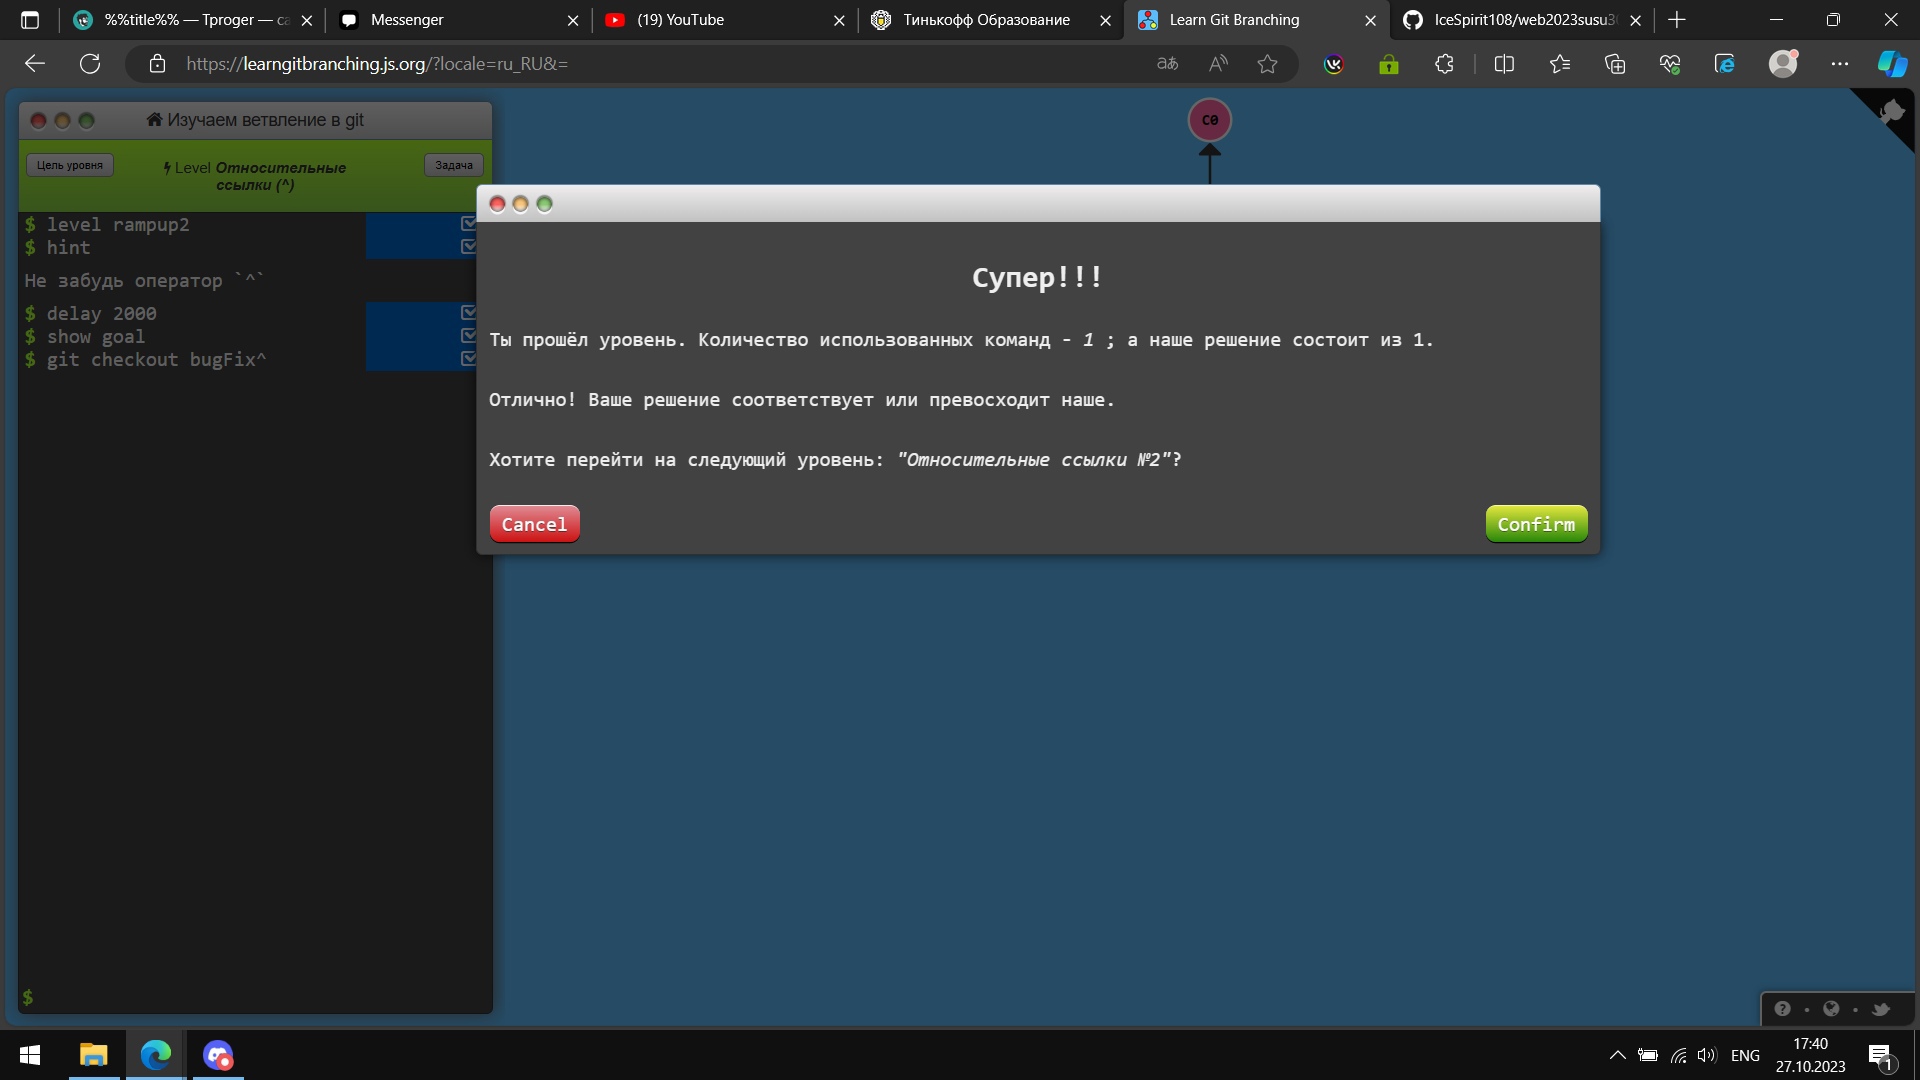 %%title%% — Tproger — са
Messenger
(19) YouTube
Тинькофф Образование
Learn Git Branching
IceSpirit108/web2023susu3
https://learngitbranching.js.org/?locale=ru_RU&=
Изучаем ветвление в git
Цель уровня
Level Относительные
ссылки (^)
Задача
$ level rampup2
$ hint
Не забудь оператор `^`
$ delay 2000
$ show goal
$ git checkout bugFix^
$
C0
Супер!!!
Ты прошёл уровень. Количество использованных команд - 1 ; а наше решение состоит из 1.
Отлично! Ваше решение соответствует или превосходит наше.
Хотите перейти на следующий уровень: "Относительные ссылки №2"?
Cancel
Confirm
ENG
17:40
27.10.2023
1